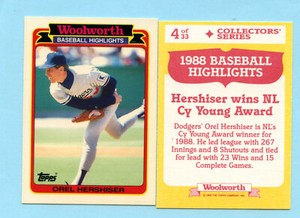 Woolworth
BASEBALL HIGHLIGHTS
Topps
OREL HERSHISER
4 of 33
COLLECTORS' SERIES
1988 BASEBALL
HIGHLIGHTS
Hershiser wins NL
Cy Young Award
Dodgers' Orel Hershiser is NL's
Cy Young Award winner for
1988. He led league with 267
Innings and 8 Shutouts and tied
for lead with 23 Wins and 15
Complete Games.
Woolworth